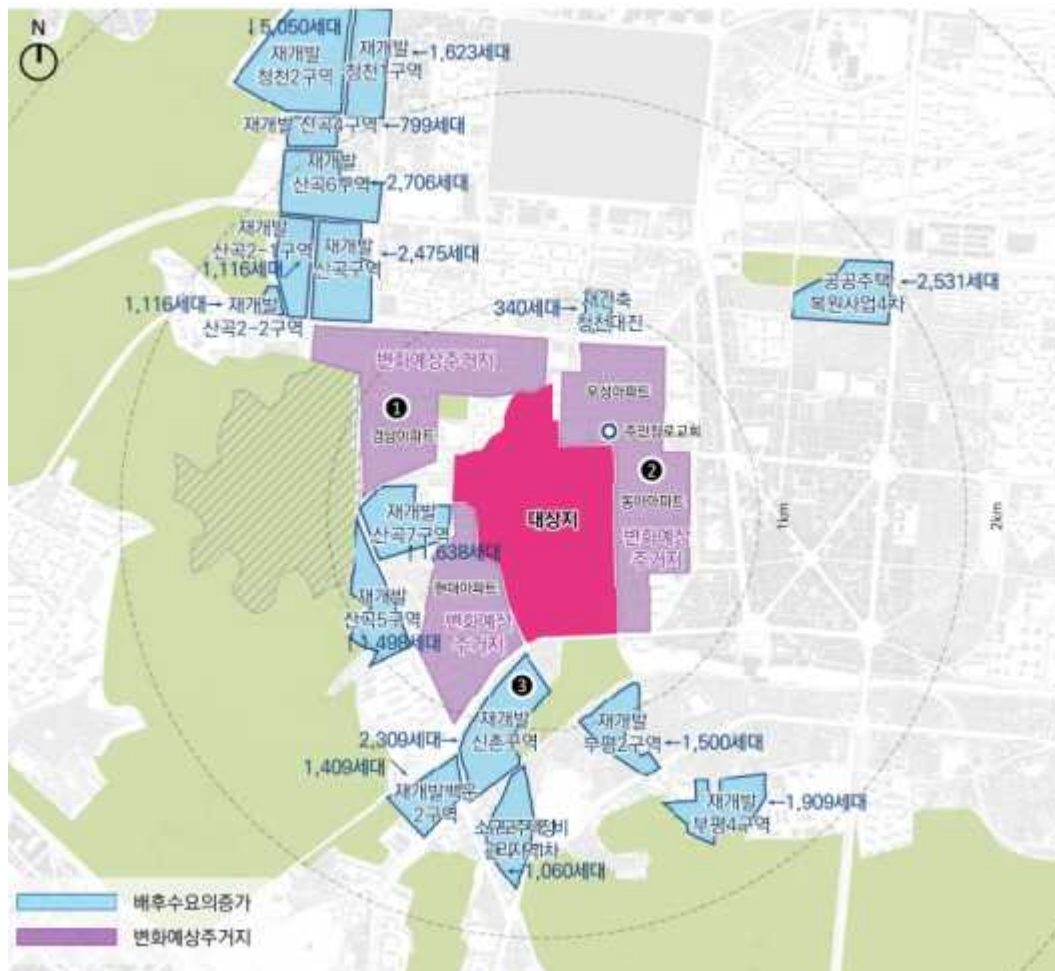 N
↓5,050세대
재개발
청천2구역
재개발
청천1구역
←1,623세대
재개발 산곡4구역 ←799세대
재개발
산곡6구역
←2,706세대
재개발
산곡2-1구역
1,116세대
재개발
산곡구역
←2,475세대
1,116세대→ 재개발
산곡2-2구역
340세대→
재건축
청천대진
공공주택
복원사업4차
←2,531세대
변화예상주거지
1
경남아파트
우성아파트
주안장로교회
2
동아아파트
변화예상
주거지
대상지
1km
2km
재개발
산곡7구역
↑1,638세대
현대아파트
변화예상
주거지
재개발
산곡5구역
↑1,498세대
3
재개발
신촌구역
2,309세대→
1,409세대
재개발백운
2구역
재개발
부평2구역
←1,500세대
재개발
부평4구역
←1,909세대
←1,060세대
배후수요의증가
변화예상주거지